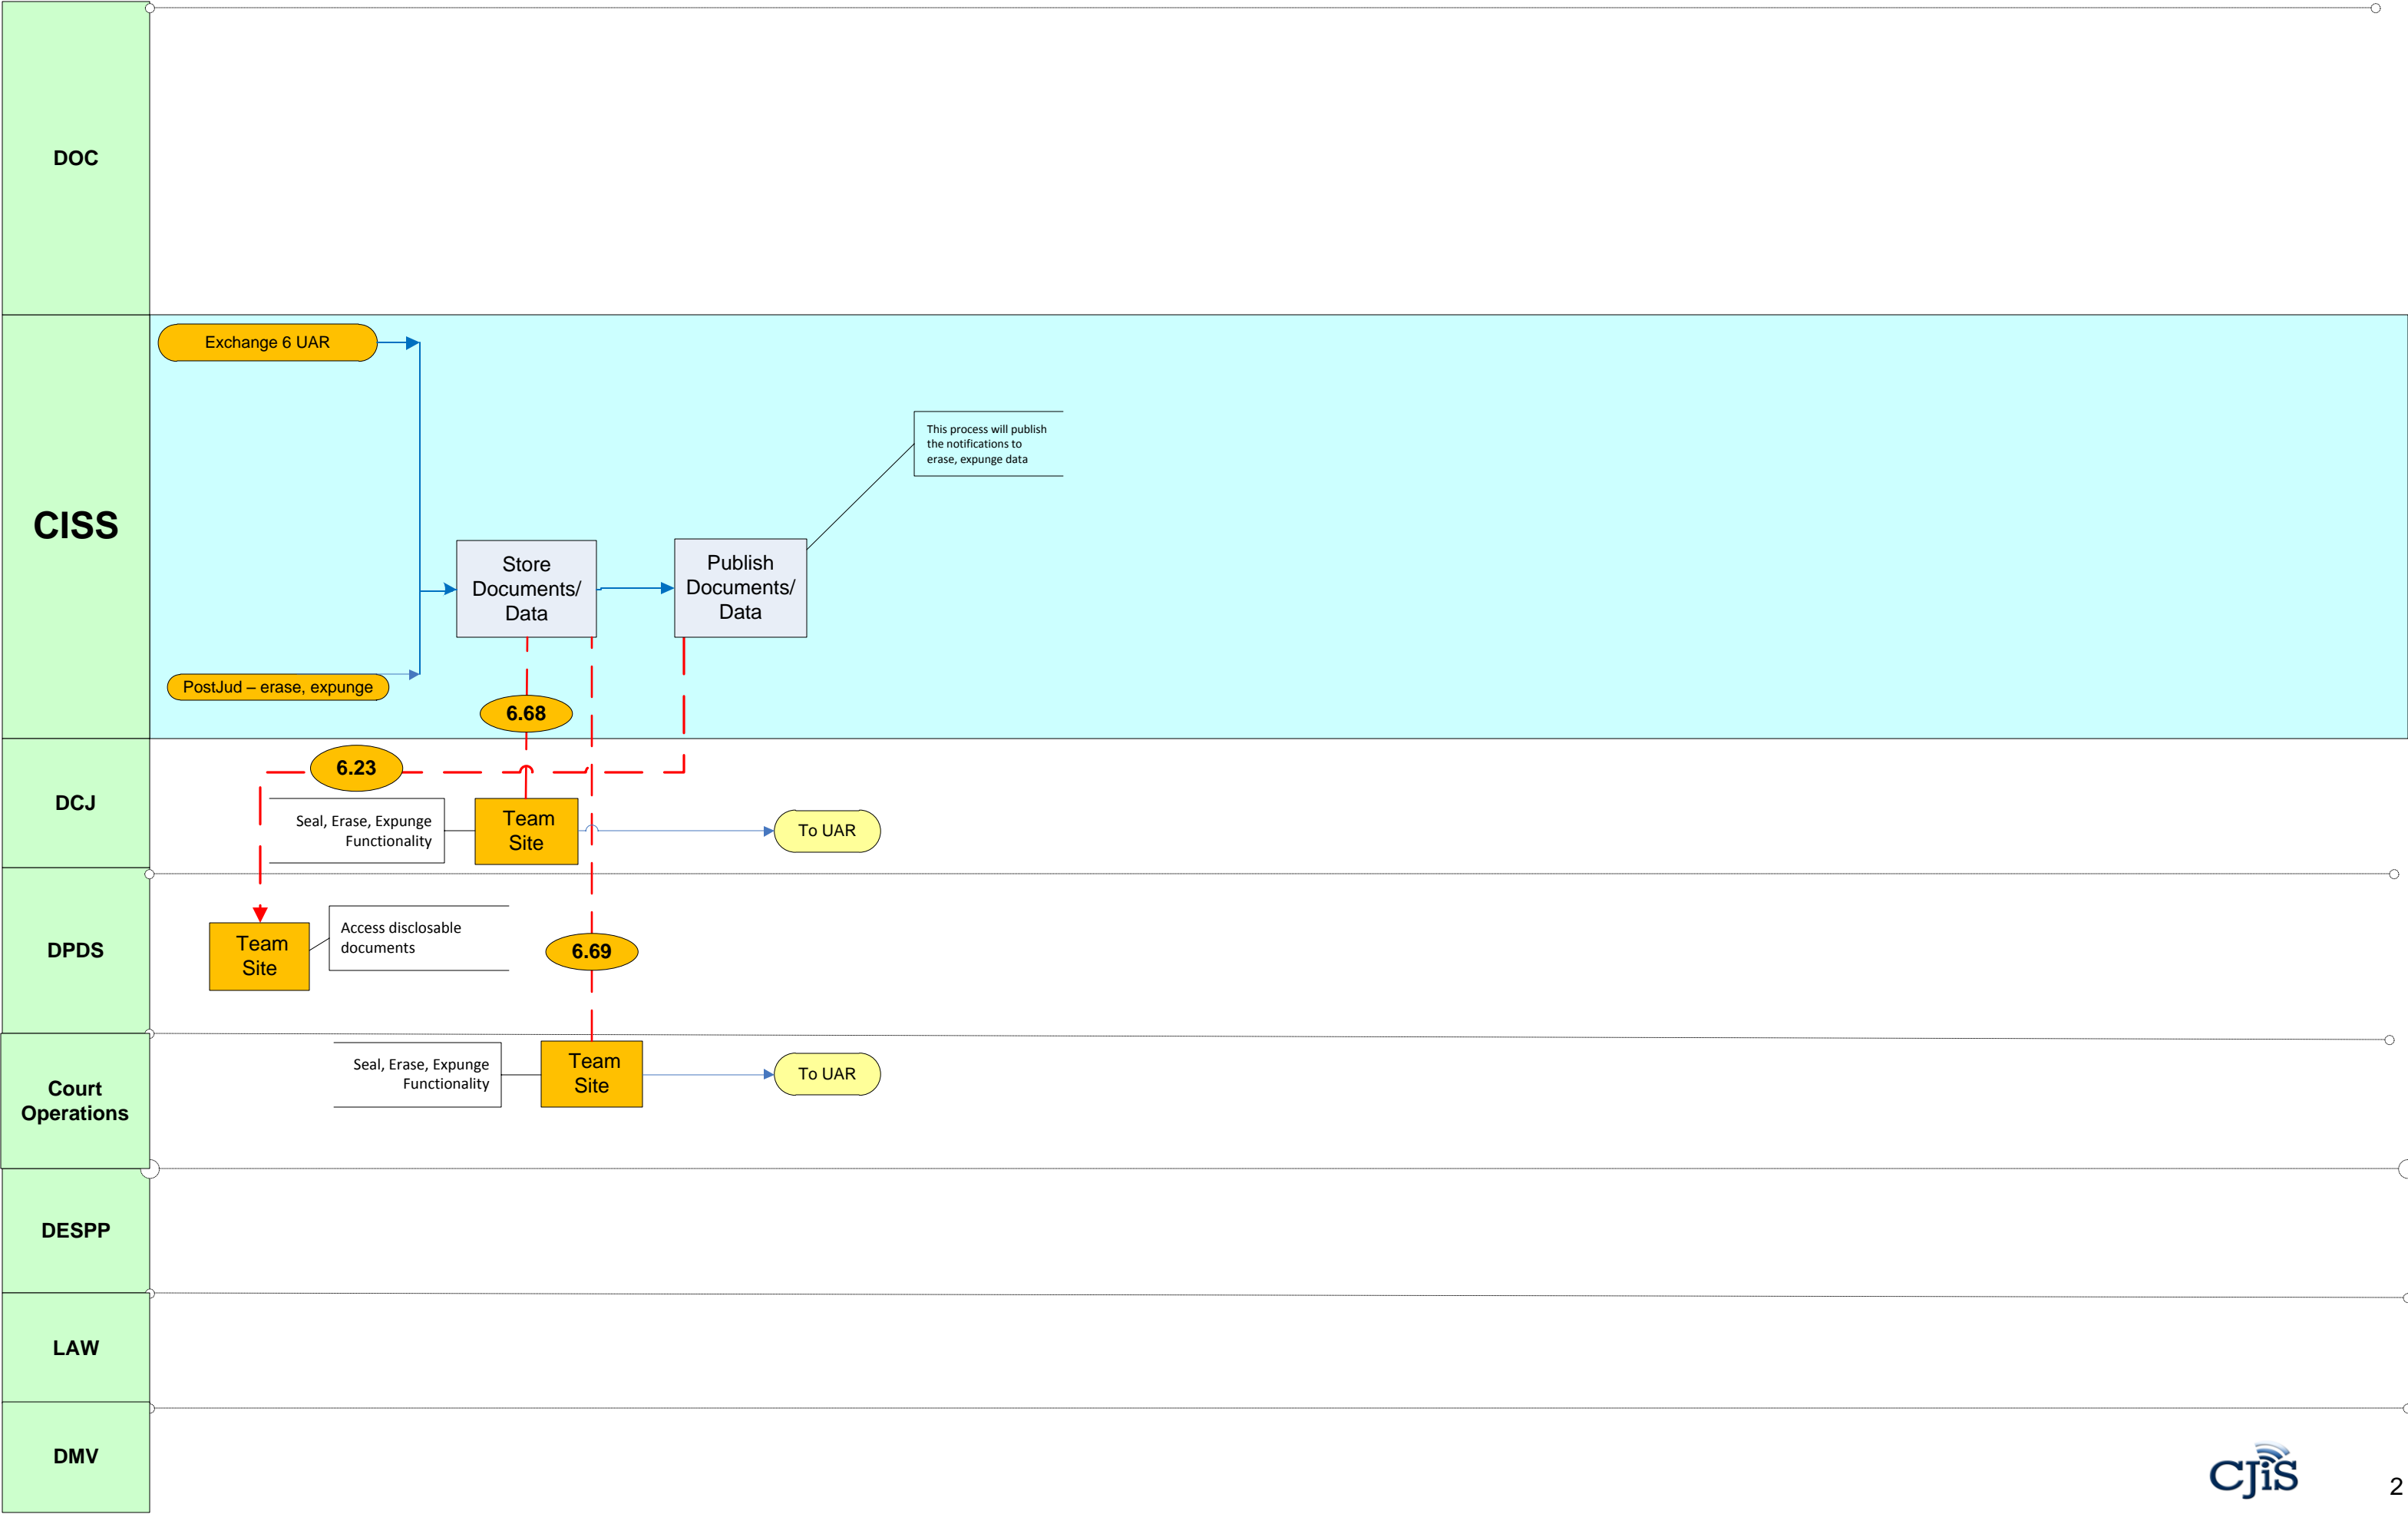 DOC
CISS
Exchange 6 UAR
This process will publish
the notifications to
erase, expunge data
Store
Documents/
Data
Publish
Documents/
Data
PostJud – erase, expunge
6.68
DCJ
6.23
Seal, Erase, Expunge
Functionality
Team
Site
To UAR
DPDS
Team
Site
Access disclosable
documents
6.69
Court
Operations
Seal, Erase, Expunge
Functionality
Team
Site
To UAR
DESPP
LAW
DMV
CJiS
2